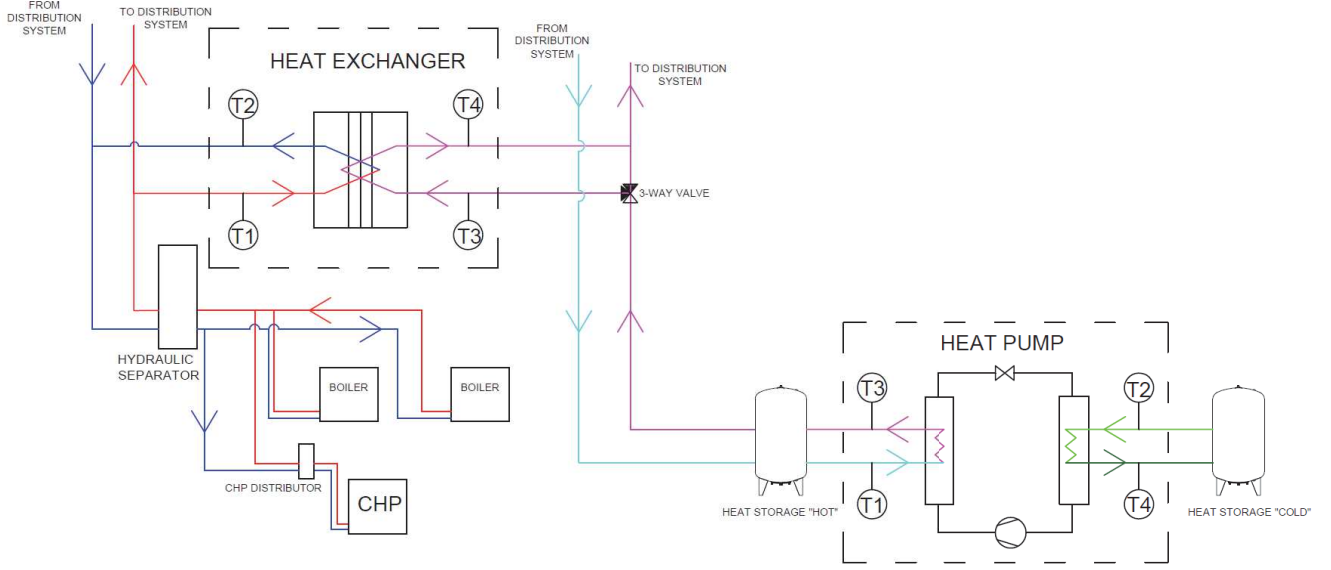 FROM
DISTRIBUTION
SYSTEM
TO DISTRIBUTION
SYSTEM
HEAT EXCHANGER
T2
T4
T1
T3
FROM
DISTRIBUTION
SYSTEM
TO DISTRIBUTION
SYSTEM
3-WAY VALVE
HYDRAULIC
SEPARATOR
BOILER
BOILER
CHP DISTRIBUTOR
CHP
HEAT PUMP
T3
T2
T1
T4
HEAT STORAGE "HOT"
HEAT STORAGE "COLD"